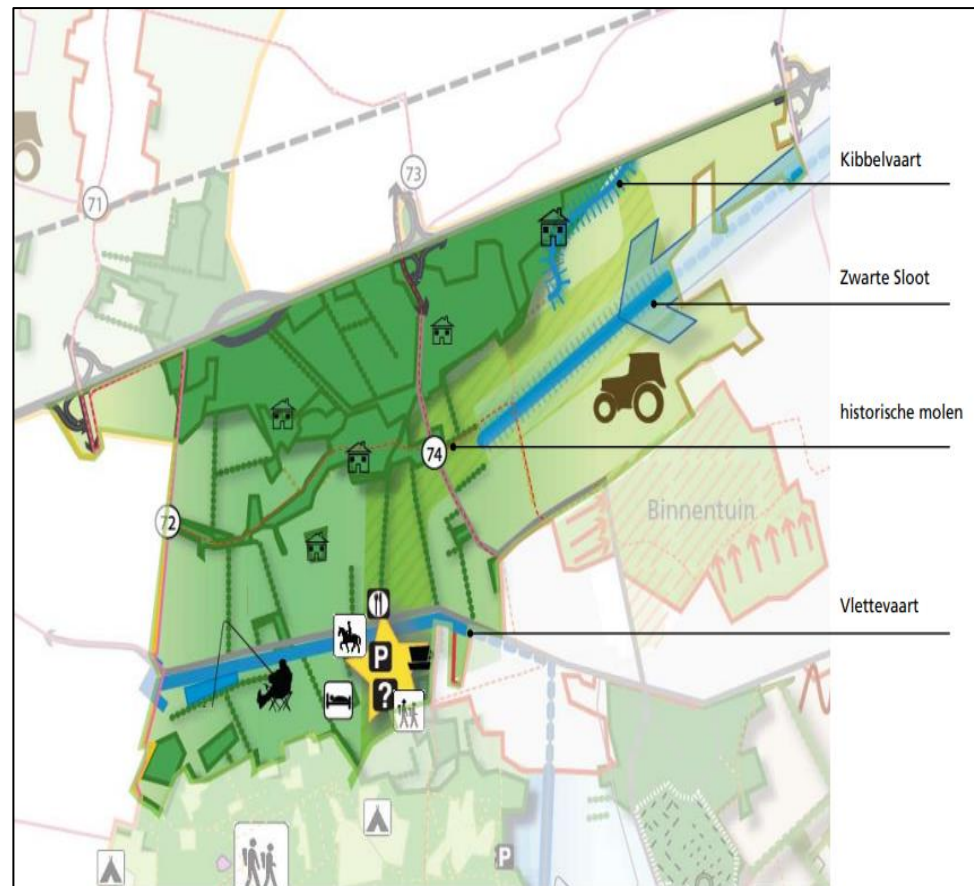 Kibbelvaart
73
71
Zwarte Sloot
historische molen
74
Binnentuin
72
Vlettevaart
P
?
P